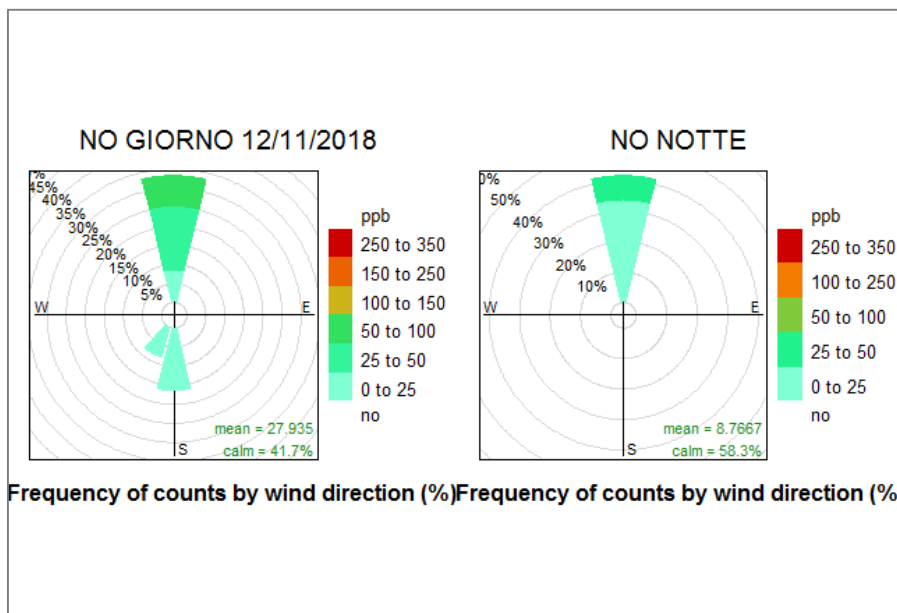 NO GIORNO 12/11/2018
45%
40%
35%
30%
25%
20%
15%
10%
5%
W
E
S
mean = 27.935
calm = 41.7%
ppb
250 to 350
150 to 250
100 to 150
50 to 100
25 to 50
0 to 25
no
Frequency of counts by wind direction (%)
NO NOTTE
0%
50%
40%
30%
20%
10%
W
E
S
mean = 8.7667
calm = 58.3%
ppb
250 to 350
100 to 250
50 to 100
25 to 50
0 to 25
no
Frequency of counts by wind direction (%